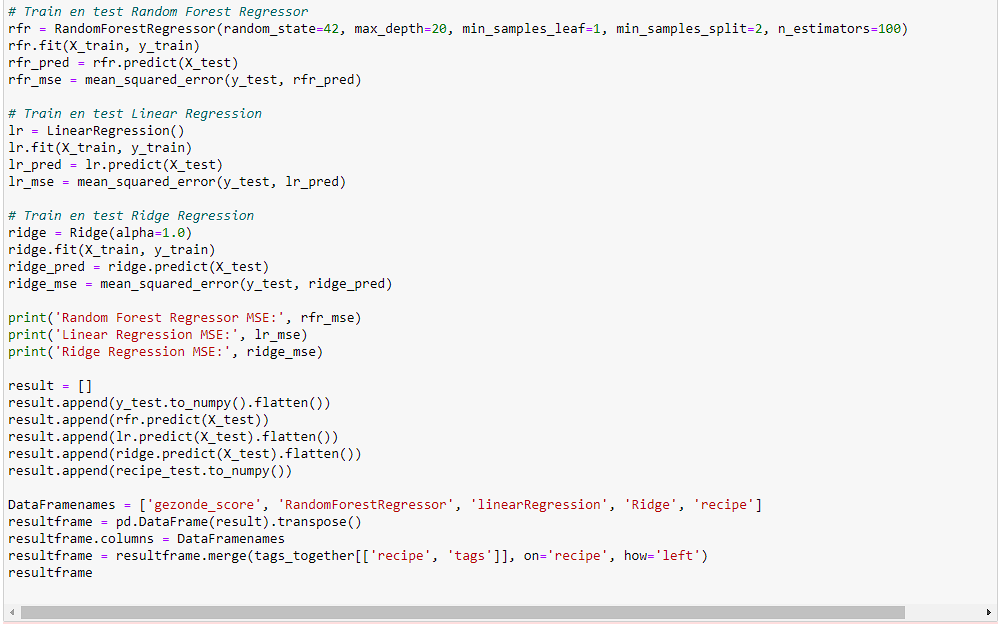 # Train en test Random Forest Regressor
rfr = RandomForestRegressor(random_state=42, max_depth=20, min_samples_leaf=1, min_samples_split=2, n_estimators=100)
rfr.fit(X_train, y_train)
rfr_pred = rfr.predict(X_test)
rfr_mse = mean_squared_error(y_test, rfr_pred)

# Train en test Linear Regression
lr = LinearRegression()
lr.fit(X_train, y_train)
lr_pred = lr.predict(X_test)
lr_mse = mean_squared_error(y_test, lr_pred)

# Train en test Ridge Regression
ridge = Ridge(alpha=1.0)
ridge.fit(X_train, y_train)
ridge_pred = ridge.predict(X_test)
ridge_mse = mean_squared_error(y_test, ridge_pred)

print('Random Forest Regressor MSE:', rfr_mse)
print('Linear Regression MSE:', lr_mse)
print('Ridge Regression MSE:', ridge_mse)

result = []
result.append(y_test.to_numpy().flatten())
result.append(rfr.predict(X_test))
result.append(lr.predict(X_test).flatten())
result.append(ridge.predict(X_test).flatten())
result.append(recipe_test.to_numpy())

DataFramenames = ['gezonde_score', 'RandomForestRegressor', 'linearRegression', 'Ridge', 'recipe']
resultframe = pd.DataFrame(result).transpose()
resultframe.columns = DataFramenames
resultframe = resultframe.merge(tags_together[['recipe', 'tags']], on='recipe', how='left')
resultframe